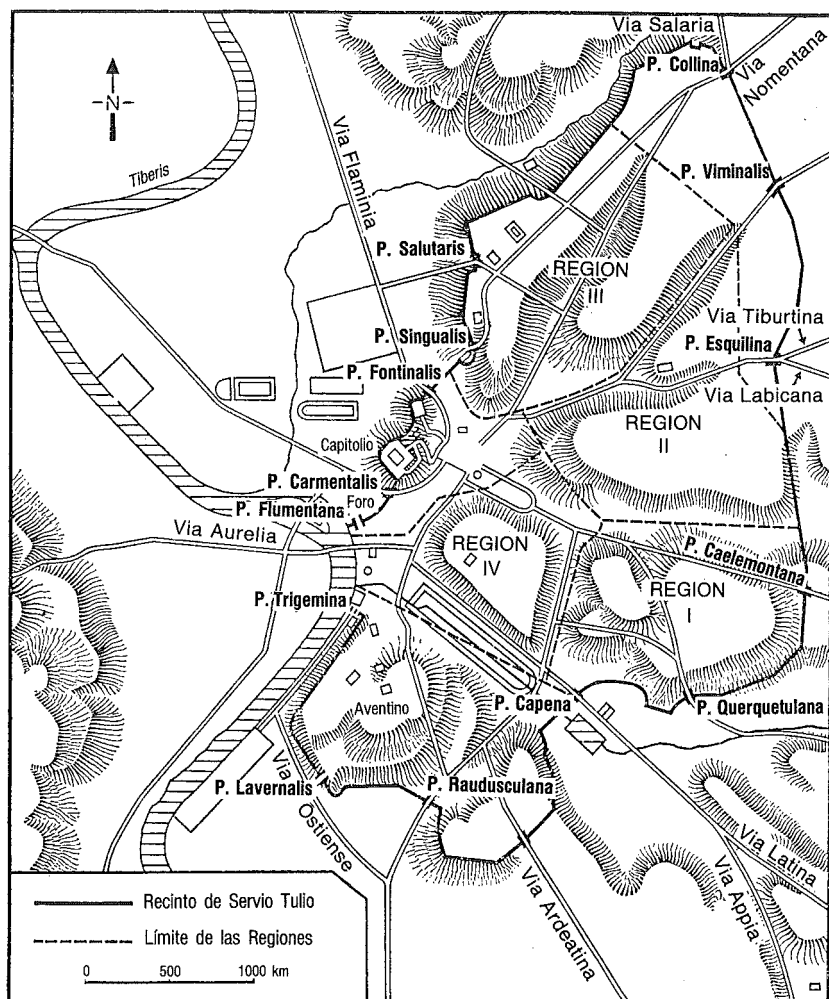 Via Salaria
P. Collina
Via Nomentana
N
Tiberis
Via Flaminia
P. Viminalis
P. Salutaris
REGION
III
P. Singualis
Via Tiburtina
P. Esquilina
P. Fontinalis
Via Labicana
REGION
II
Capitolio
P. Carmentalis
Foro
P. Flumentana
Via Aurelia
REGION
IV
P. Caelemontana
REGION
I
P. Trigemina
P. Capena
P. Querquetulana
Aventino
P. Lavernalis
P. Raudusculana
Via Ostiense
Via Latina
Via Appia
Via Ardeatina
Recinto de Servio Tulio
Límite de las Regiones
0 500 1000 km